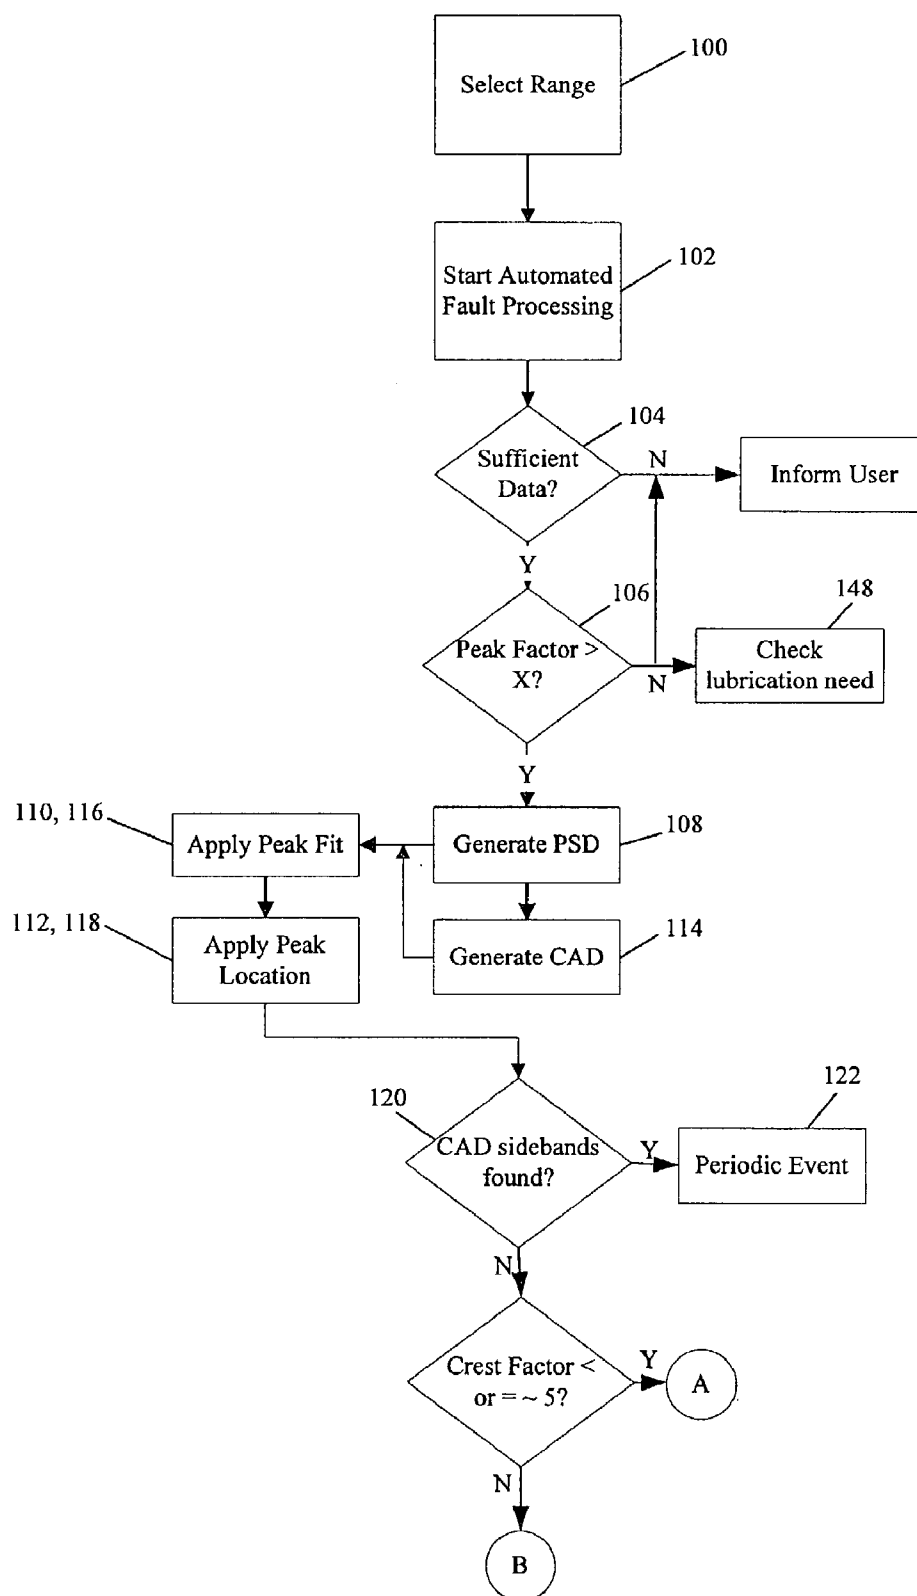 100
Select Range
102
Start Automated
Fault Processing
104
Sufficient
Data?
N
Inform User
Y
106
148
Peak Factor >
X?
N
Check
lubrication need
Y
110, 116
Apply Peak Fit
Generate PSD
108
112, 118
Apply Peak
Location
Generate CAD
114
120
122
CAD sidebands
found?
Y
Periodic Event
N
Crest Factor <
or = ~ 5?
Y
A
N
B